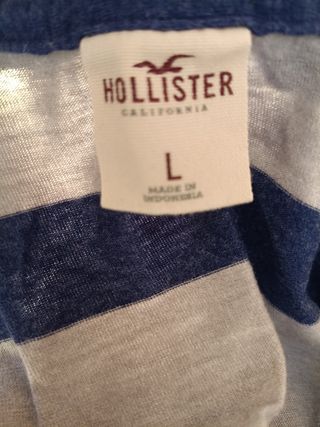 HOLLISTER
CALIFORNIA
L
MADE IN
INDONESIA